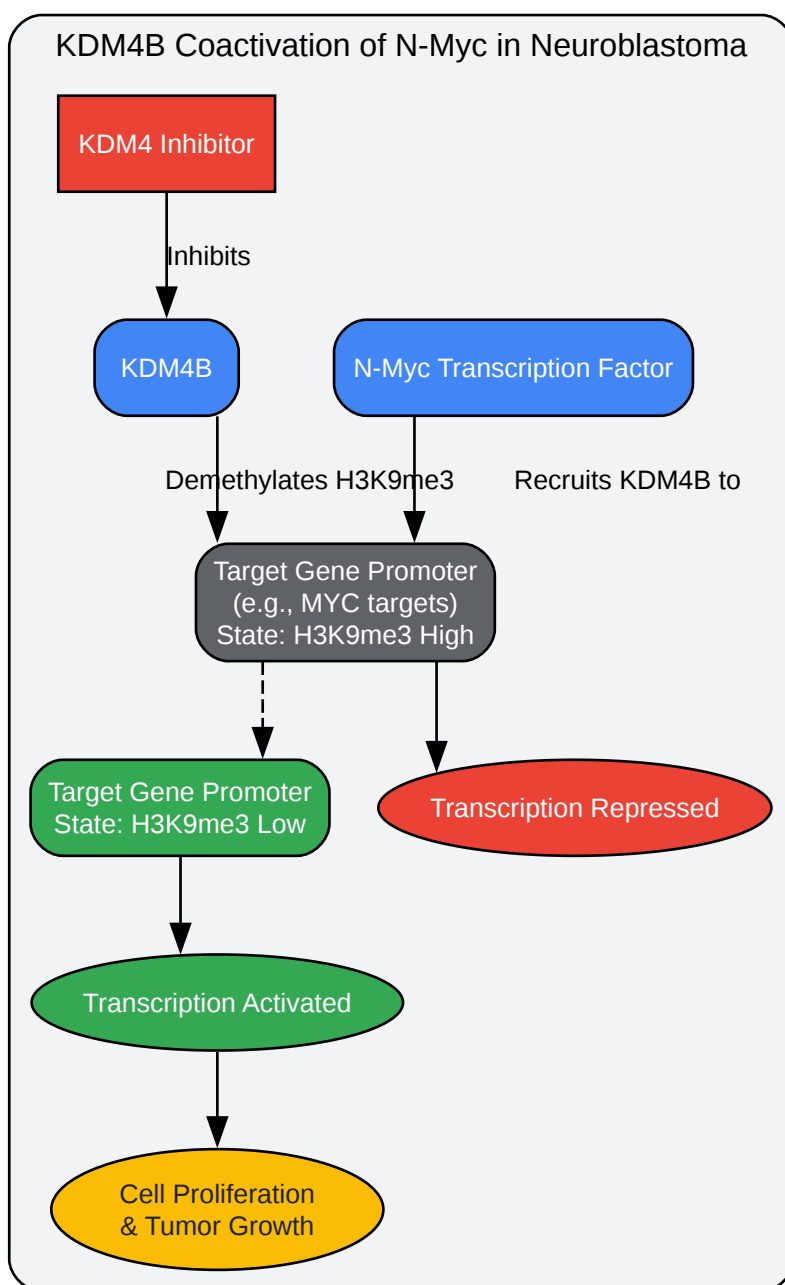 KDM4B Coactivation of N-Myc in Neuroblastoma
KDM4 Inhibitor
Inhibits
KDM4B
N-Myc Transcription Factor
Demethylates H3K9me3
Recruits KDM4B to
Target Gene Promoter
(e.g., MYC targets)
State: H3K9me3 High
Target Gene Promoter
State: H3K9me3 Low
Transcription Repressed
Transcription Activated
Cell Proliferation
& Tumor Growth